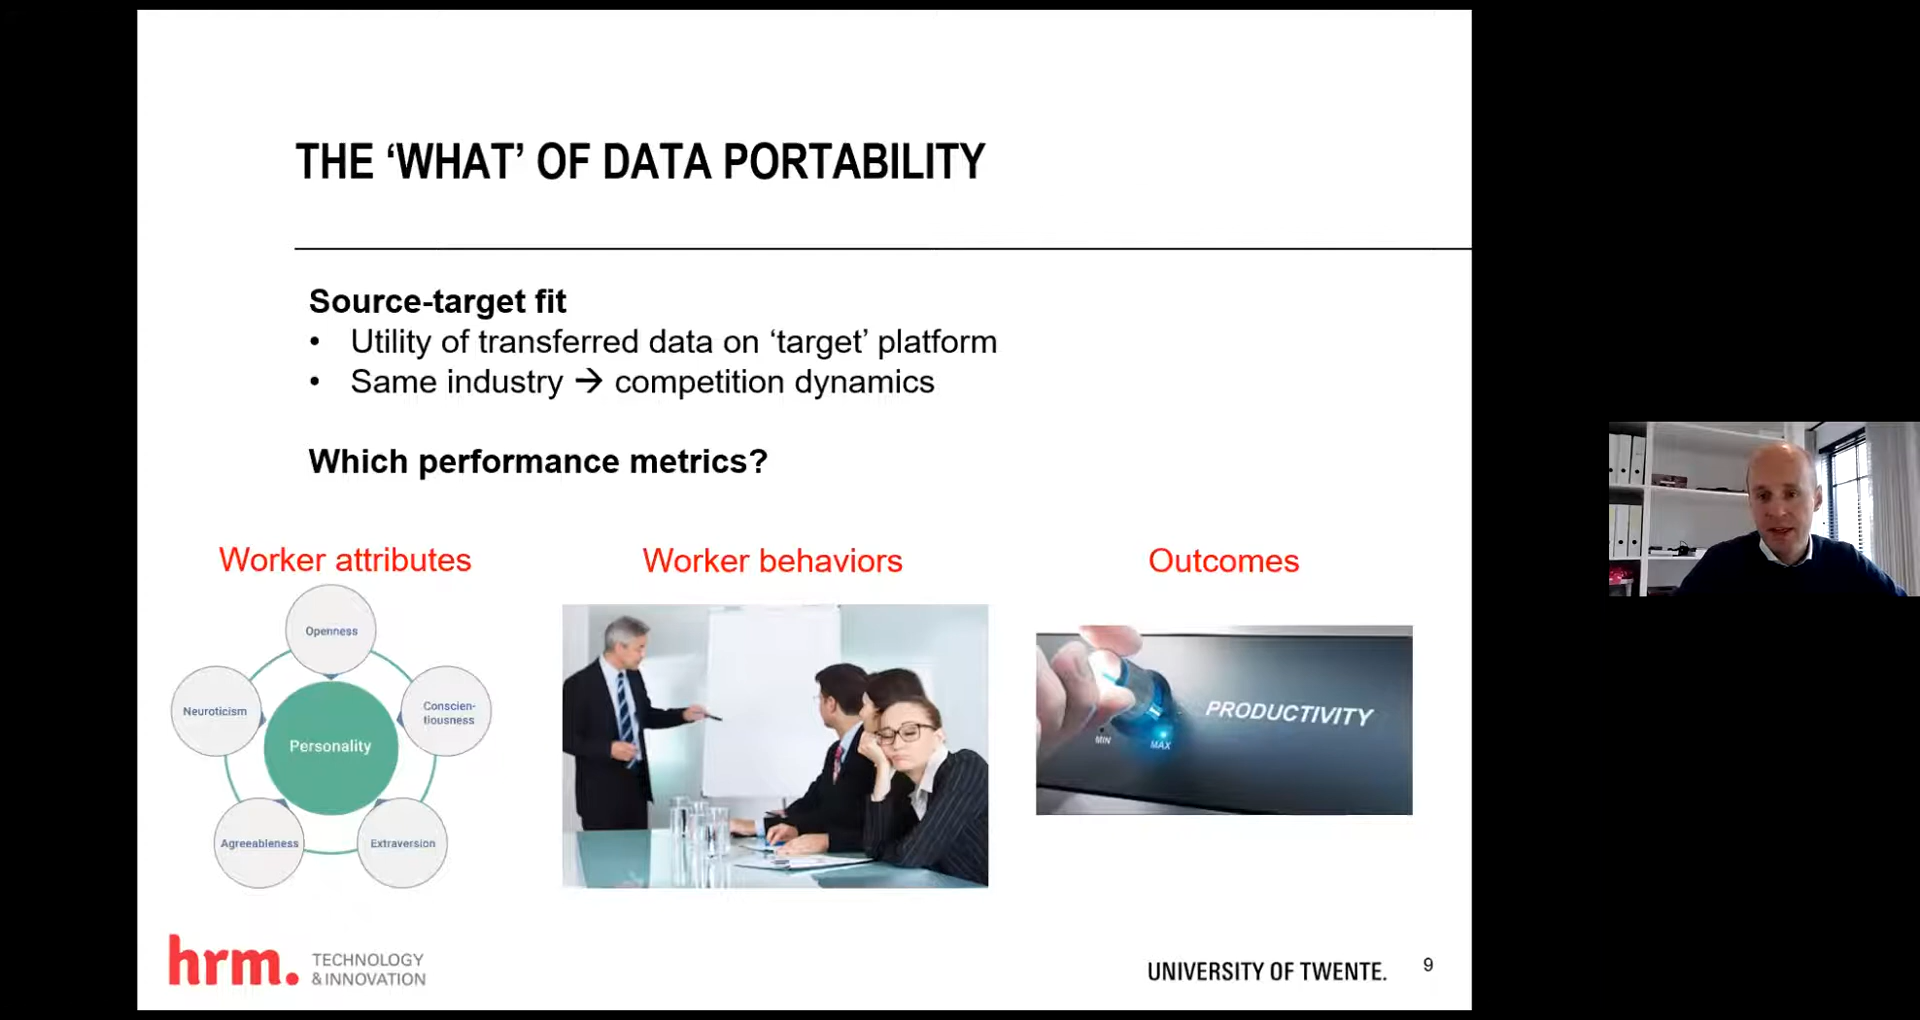 THE ‘WHAT’ OF DATA PORTABILITY
Source-target fit
• Utility of transferred data on ‘target’ platform
• Same industry → competition dynamics
Which performance metrics?
Worker attributes
Worker behaviors
Outcomes
Openness
Neuroticism
Conscien-
tiousness
Personality
Agreeableness
Extraversion
PRODUCTIVITY
MIN
MAX
hrm.
TECHNOLOGY
&INNOVATION
UNIVERSITY OF TWENTE.
9